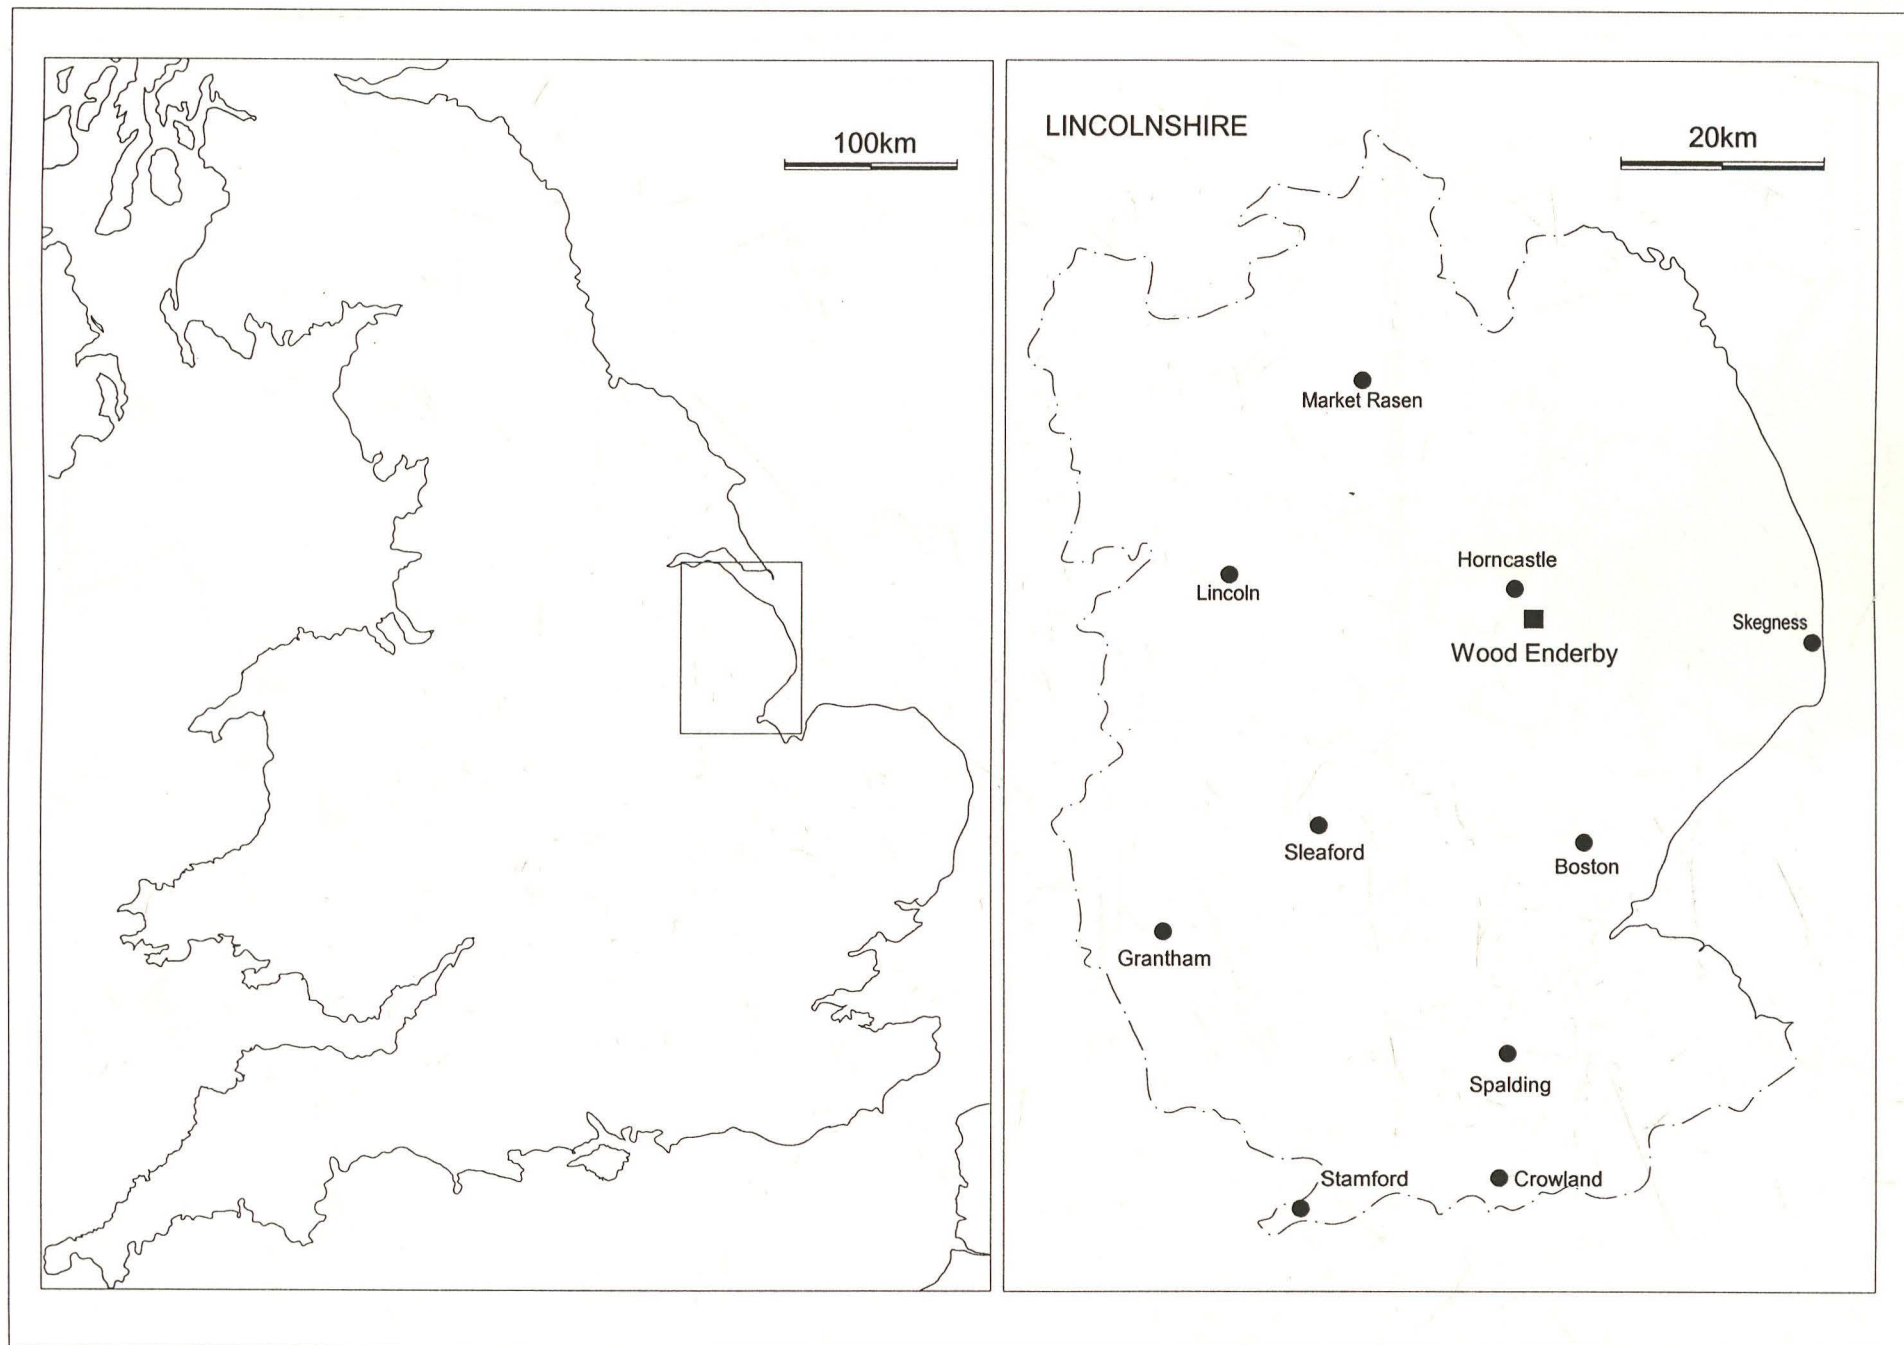 100km
LINCOLNSHIRE
20km
Market Rasen
Horncastle
Lincoln
Skegness
Wood Enderby
Sleaford
Boston
Grantham
Spalding
Stamford
Crowland